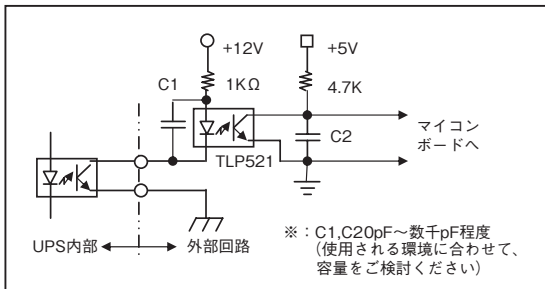 +12V
+5V
C1
1KΩ
4.7K
マイコン
ボードへ
C2
TLP521
UPS内部
外部回路
※：C1,C20pF～数千pF程度
(使用される環境に合わせて、
容量をご検討ください)